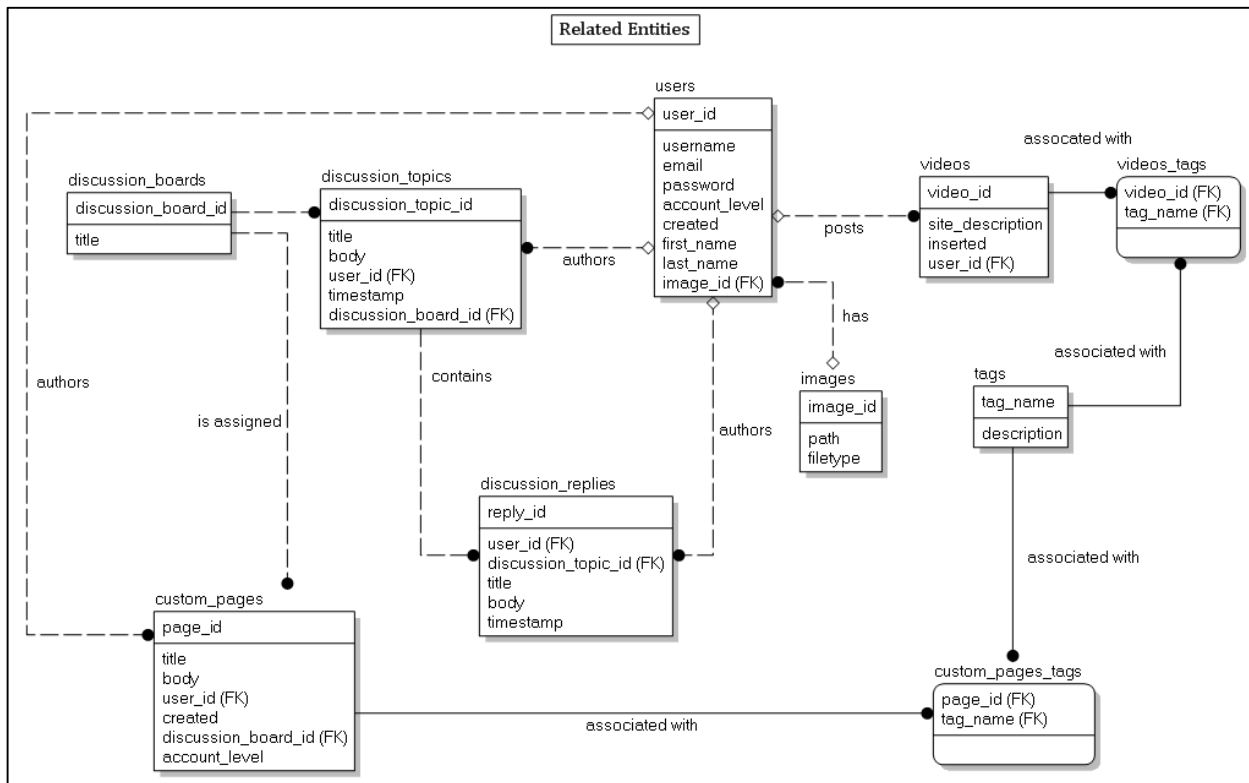 Related Entities
users
user_id
username
email
password
account_level
created
first_name
last_name
image_id (FK)
discussion_boards
discussion_board_id
title
discussion_topics
discussion_topic_id
title
body
user_id (FK)
timestamp
discussion_board_id (FK)
authors
posts
videos
video_id
site_description
inserted
user_id (FK)
assocated with
videos_tags
video_id (FK)
tag_name (FK)
has
images
image_id
path
filetype
associated with
tags
tag_name
description
authors
is assigned
contains
authors
discussion_replies
reply_id
user_id (FK)
discussion_topic_id (FK)
title
body
timestamp
associated with
custom_pages
page_id
title
body
user_id (FK)
created
discussion_board_id (FK)
account_level
associated with
custom_pages_tags
page_id (FK)
tag_name (FK)